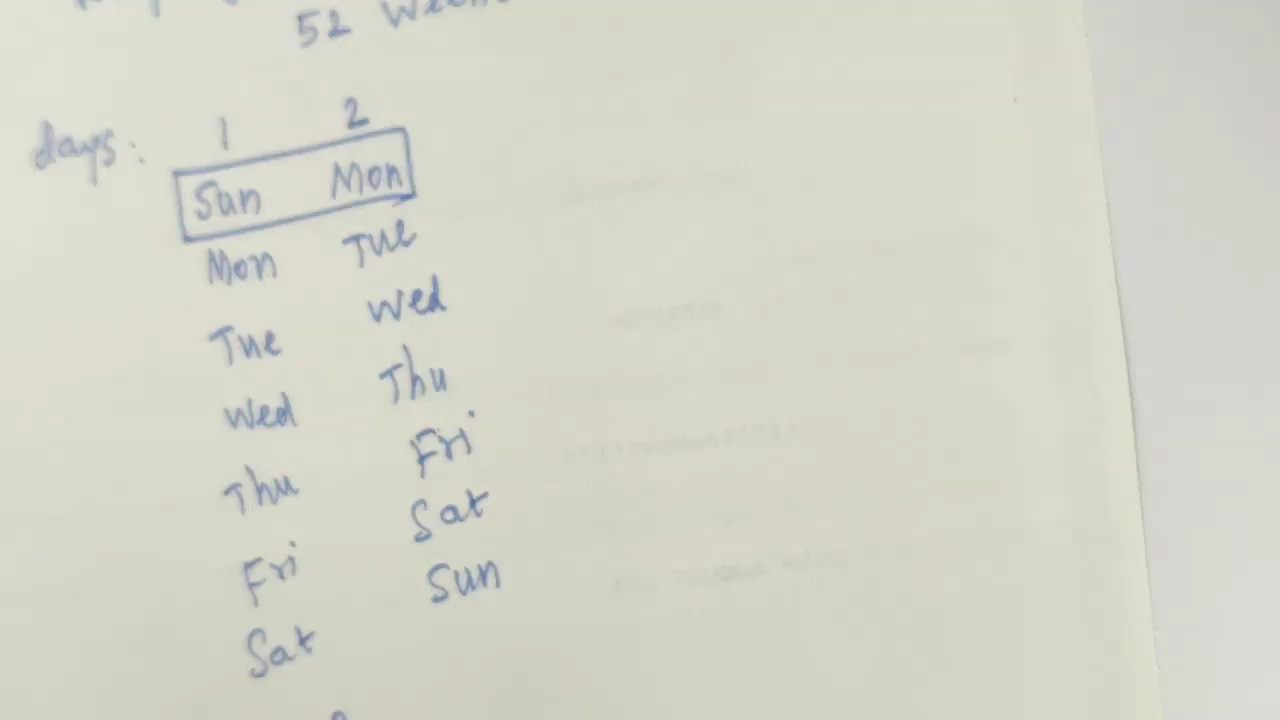 52
days: 1 2
Sun Mon
Mon Tue
Tue Wed
Wed Thu
Thu Fri
Fri Sat
Sat Sun